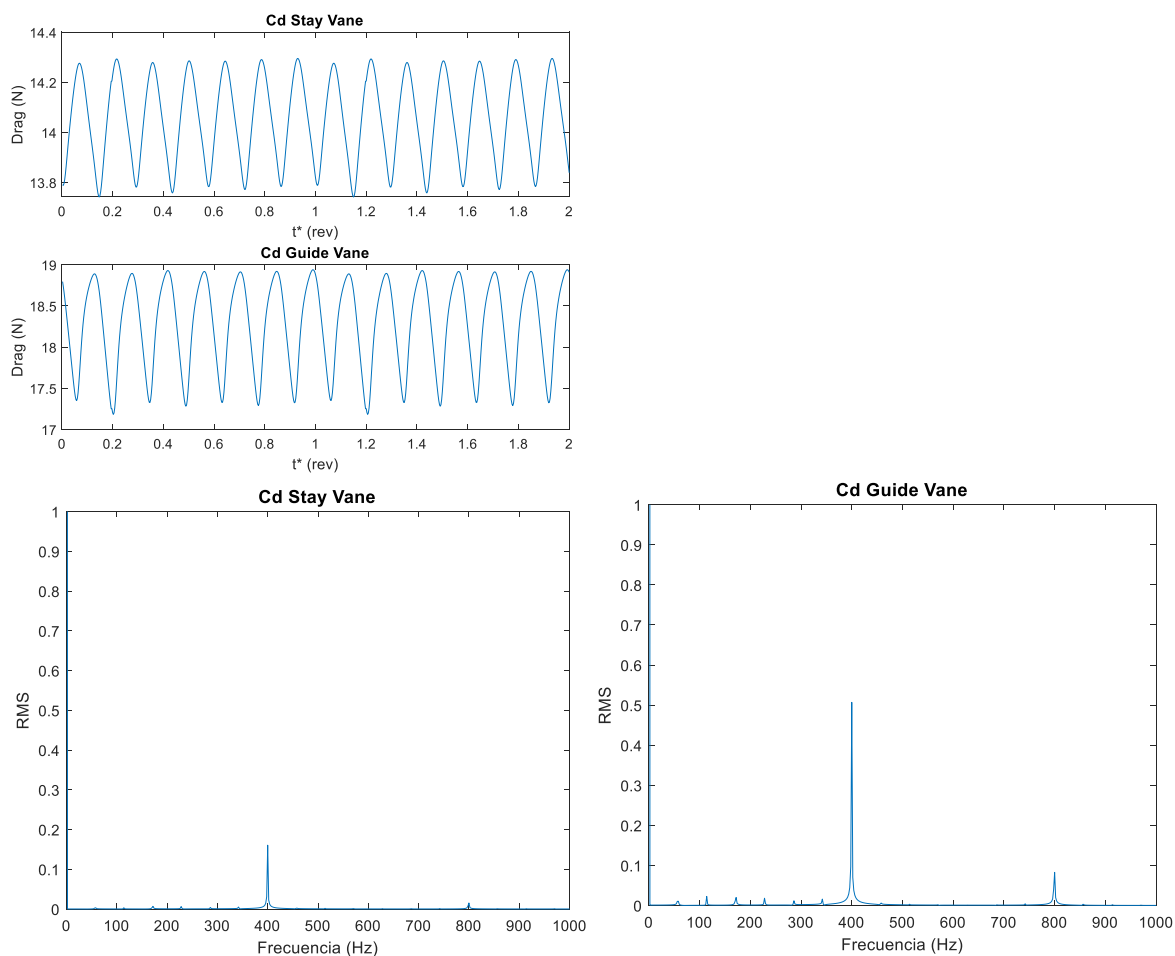 Cd Stay Vane
Drag (N)
14.4
14.2
14
13.8
0 0.2 0.4 0.6 0.8 1 1.2 1.4 1.6 1.8 2
t* (rev)
Cd Guide Vane
Drag (N)
19
18.5
18
17.5
17
0 0.2 0.4 0.6 0.8 1 1.2 1.4 1.6 1.8 2
t* (rev)
Cd Stay Vane
RMS
1
0.9
0.8
0.7
0.6
0.5
0.4
0.3
0.2
0.1
0
0 100 200 300 400 500 600 700 800 900 1000
Frecuencia (Hz)
Cd Guide Vane
RMS
1
0.9
0.8
0.7
0.6
0.5
0.4
0.3
0.2
0.1
0
0 100 200 300 400 500 600 700 800 900 1000
Frecuencia (Hz)